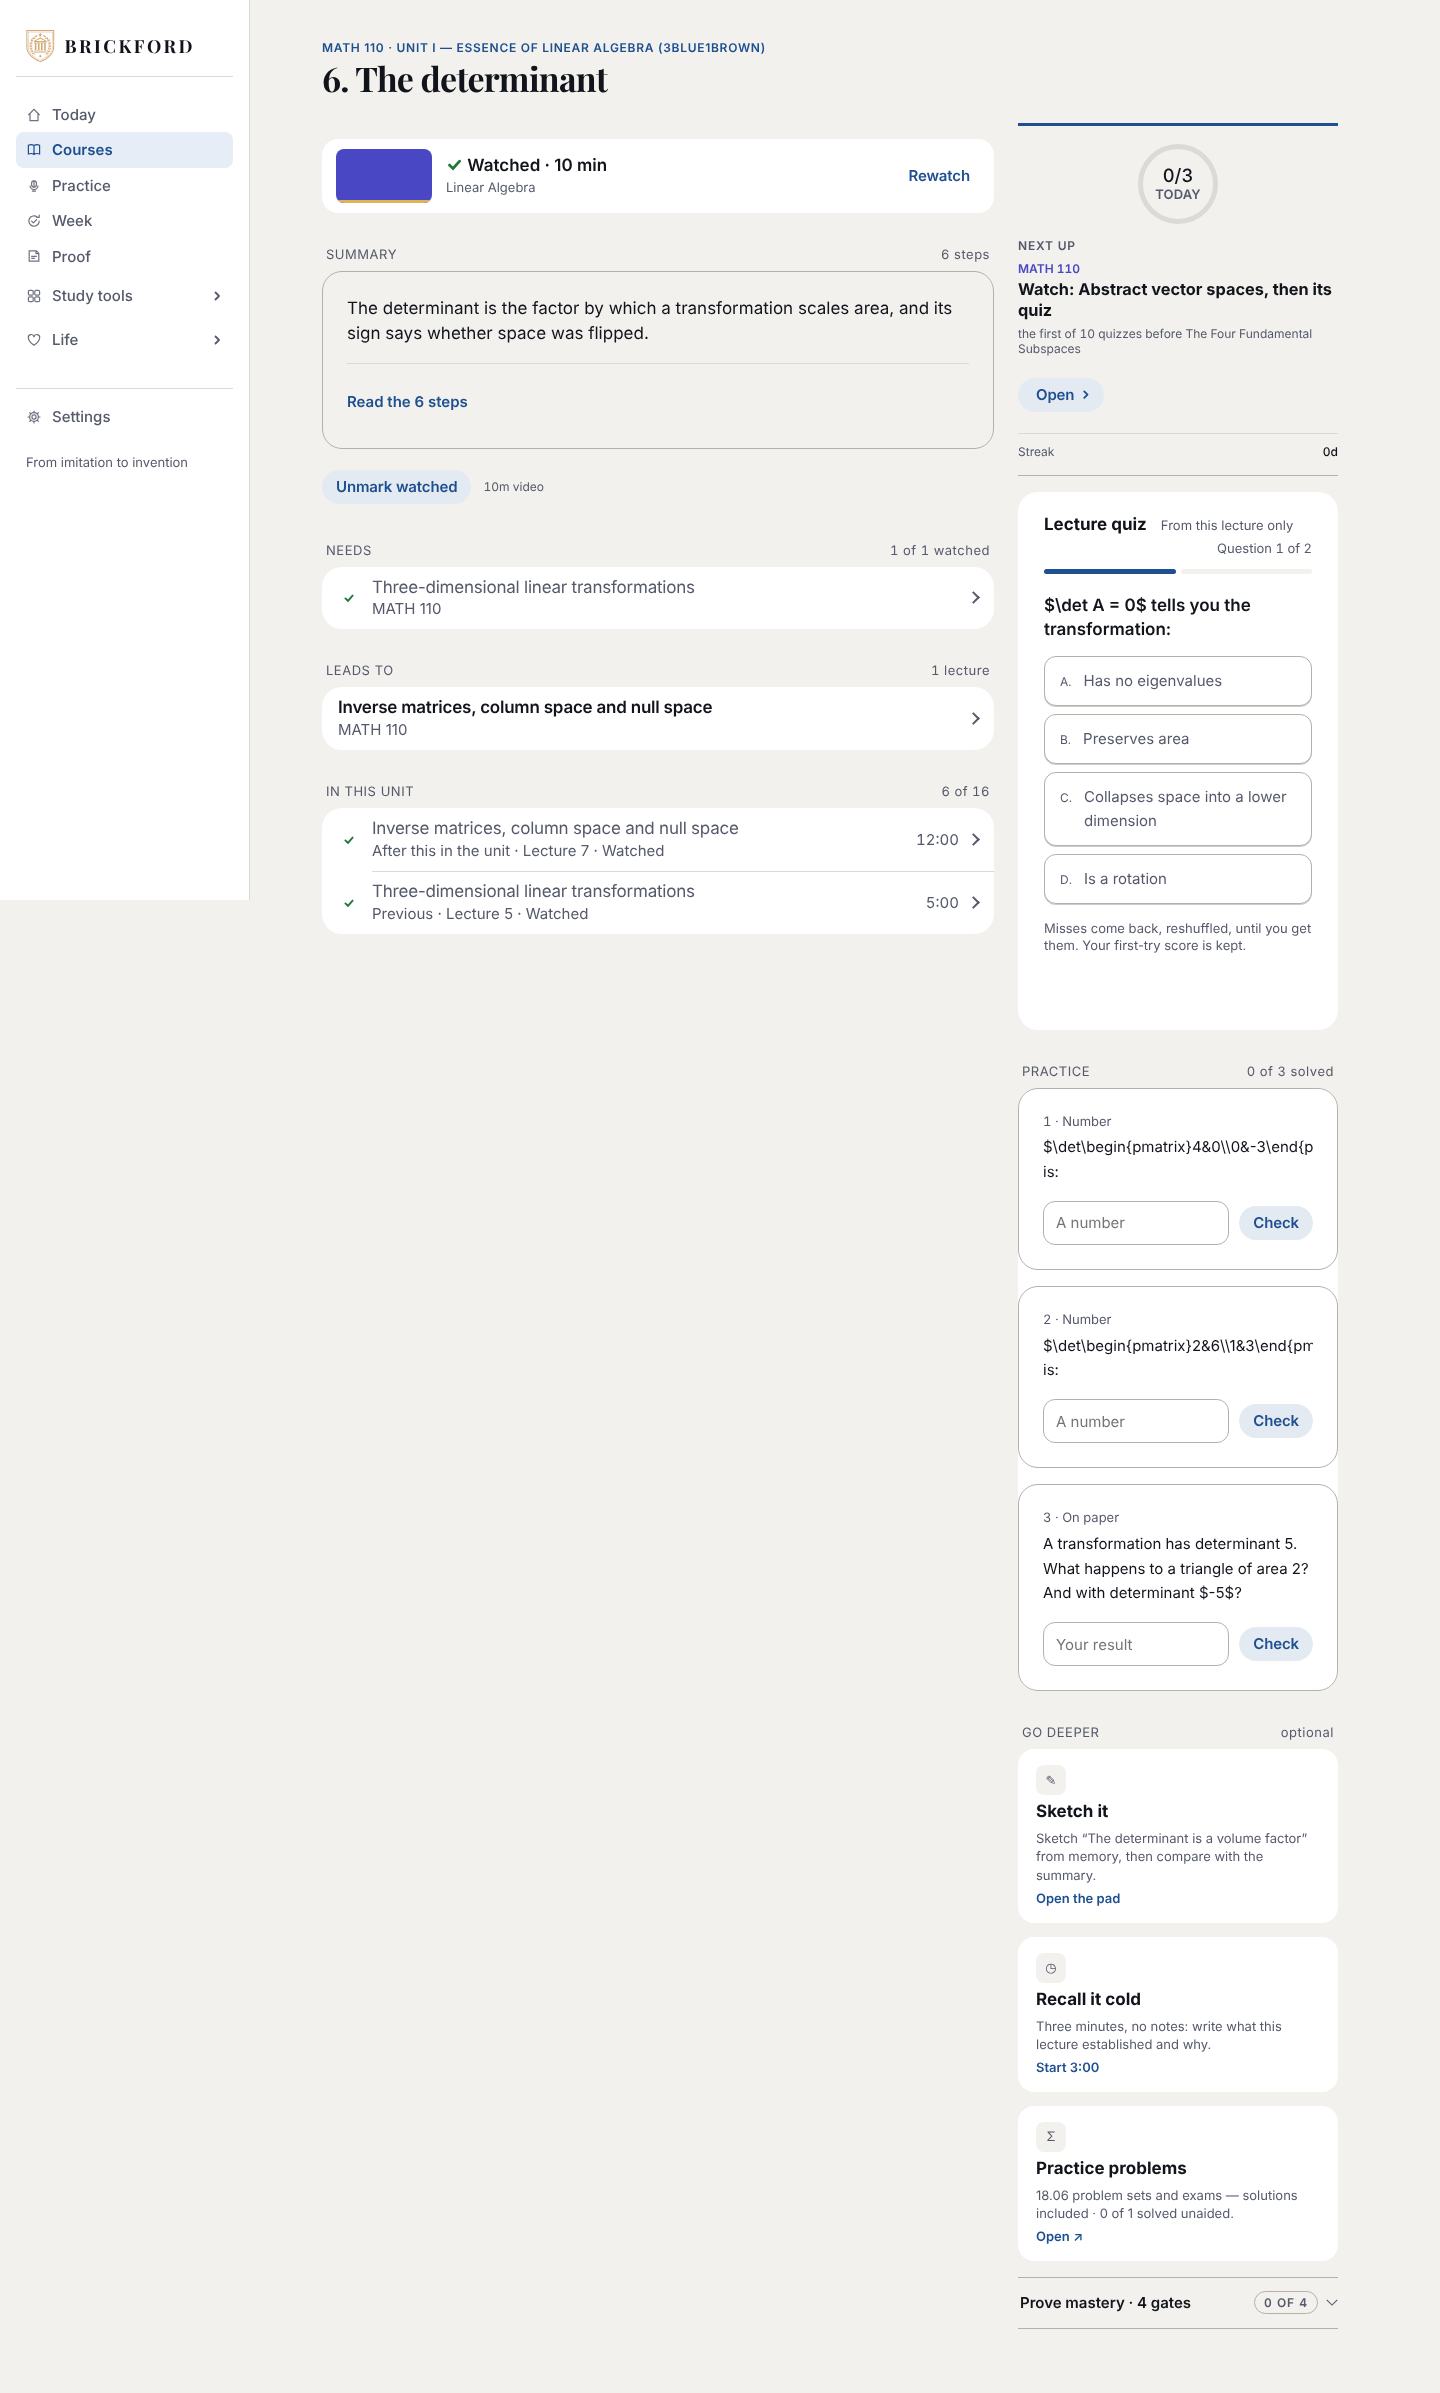 BRICKFORD
Today
Courses
Practice
Week
Proof
Study tools
Life
Settings
From imitation to invention
MATH 110 · UNIT I — ESSENCE OF LINEAR ALGEBRA (3BLUE1BROWN)
6. The determinant
Watched · 10 min
Linear Algebra
Rewatch
SUMMARY 6 steps
The determinant is the factor by which a transformation scales area, and its
sign says whether space was flipped.
Read the 6 steps
Unmark watched 10m video
NEEDS 1 of 1 watched
Three-dimensional linear transformations
MATH 110
LEADS TO 1 lecture
Inverse matrices, column space and null space
MATH 110
IN THIS UNIT 6 of 16
Inverse matrices, column space and null space
After this in the unit · Lecture 7 · Watched
12:00
Three-dimensional linear transformations
Previous · Lecture 5 · Watched
5:00
0/3
TODAY
NEXT UP
MATH 110
Watch: Abstract vector spaces, then its
quiz
the first of 10 quizzes before The Four Fundamental
Subspaces
Open
Streak 0d
Lecture quiz From this lecture only
Question 1 of 2
$\det A = 0$ tells you the
transformation:
A. Has no eigenvalues
B. Preserves area
C. Collapses space into a lower
dimension
D. Is a rotation
Misses come back, reshuffled, until you get
them. Your first-try score is kept.
PRACTICE 0 of 3 solved
1 · Number
$\det\begin{pmatrix}4&0\\0&-3\end{p
is:
A number Check
2 · Number
$\det\begin{pmatrix}2&6\\1&3\end{pm
is:
A number Check
3 · On paper
A transformation has determinant 5.
What happens to a triangle of area 2?
And with determinant $-5$?
Your result Check
GO DEEPER optional
✎
Sketch it
Sketch “The determinant is a volume factor”
from memory, then compare with the
summary.
Open the pad
◷
Recall it cold
Three minutes, no notes: write what this
lecture established and why.
Start 3:00
Σ
Practice problems
18.06 problem sets and exams — solutions
included · 0 of 1 solved unaided.
Open ↗
Prove mastery · 4 gates 0 OF 4